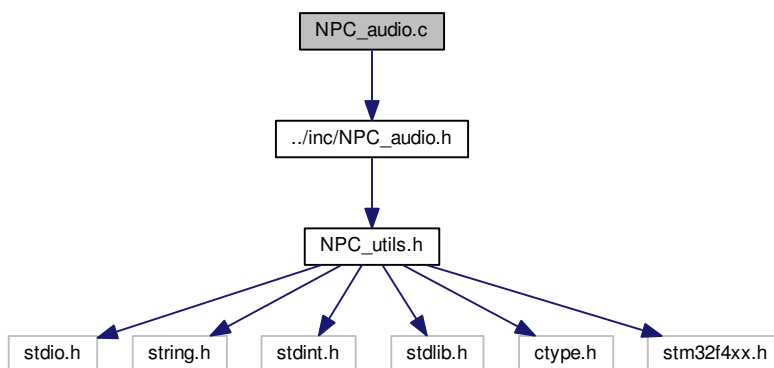 NPC_audio.c
../inc/NPC_audio.h
NPC_utils.h
stdio.h
string.h
stdint.h
stdlib.h
ctype.h
stm32f4xx.h